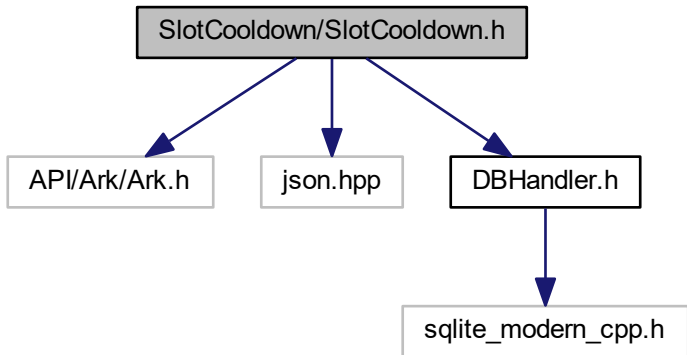 SlotCooldown/SlotCooldown.h
API/Ark/Ark.h
json.hpp
DBHandler.h
sqlite_modern_cpp.h